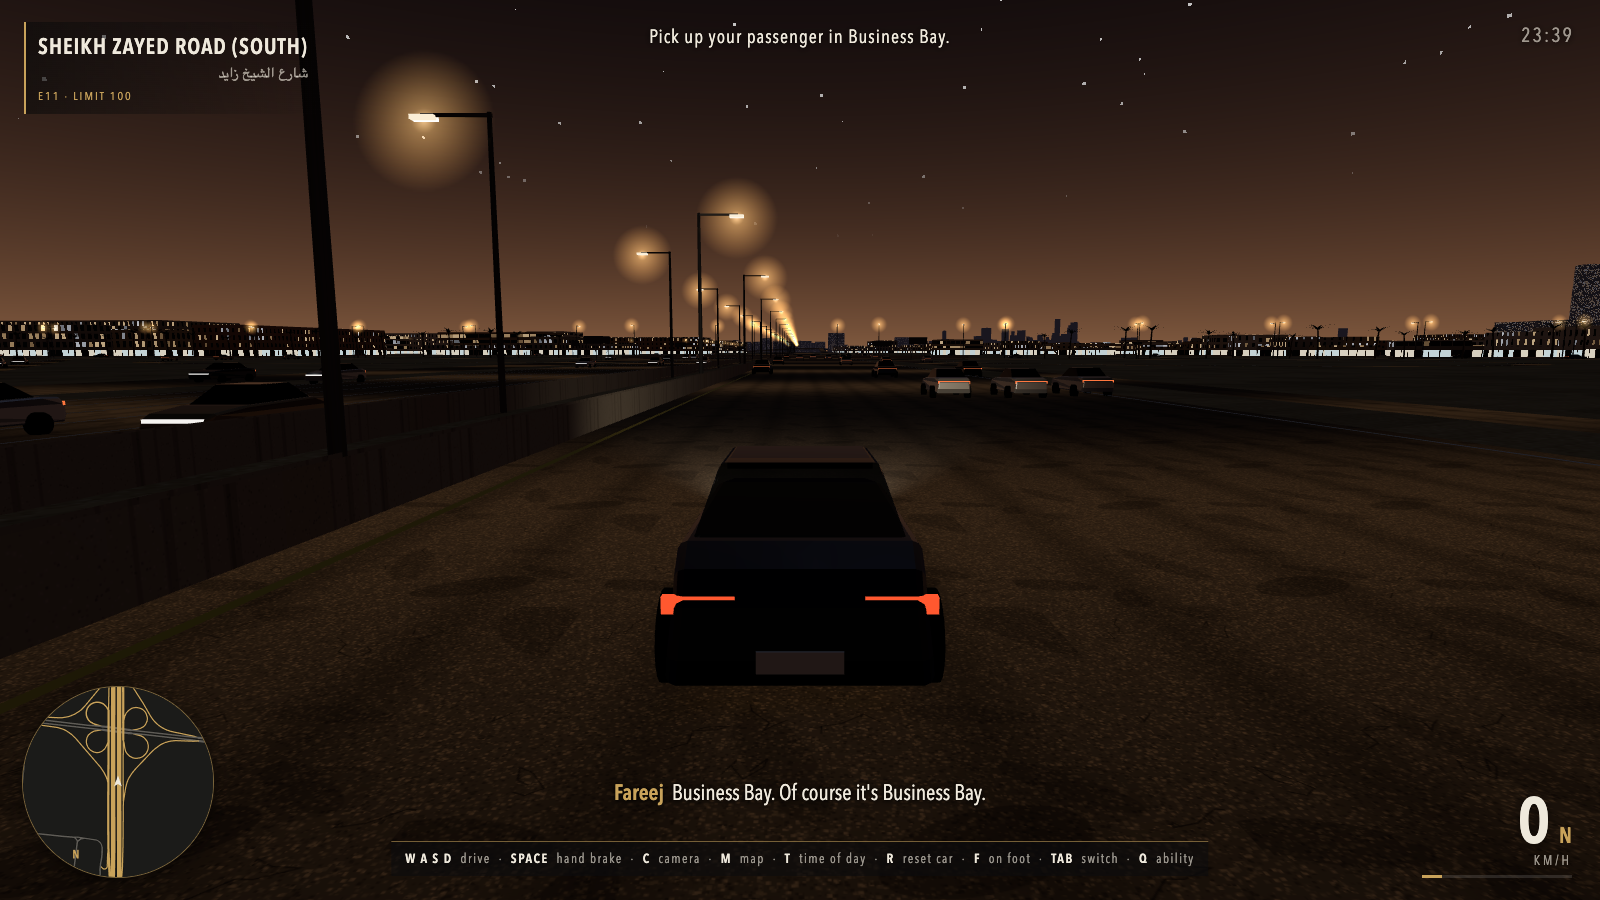 SHEIKH ZAYED ROAD (SOUTH)
شارع الشيخ زايد
E11 · LIMIT 100
Pick up your passenger in Business Bay.
23:39
N
Fareej Business Bay. Of course it's Business Bay.
W A S D drive · SPACE hand brake · C camera · M map · T time of day · R reset car · F on foot · TAB switch · Q ability
0 N
KM/H